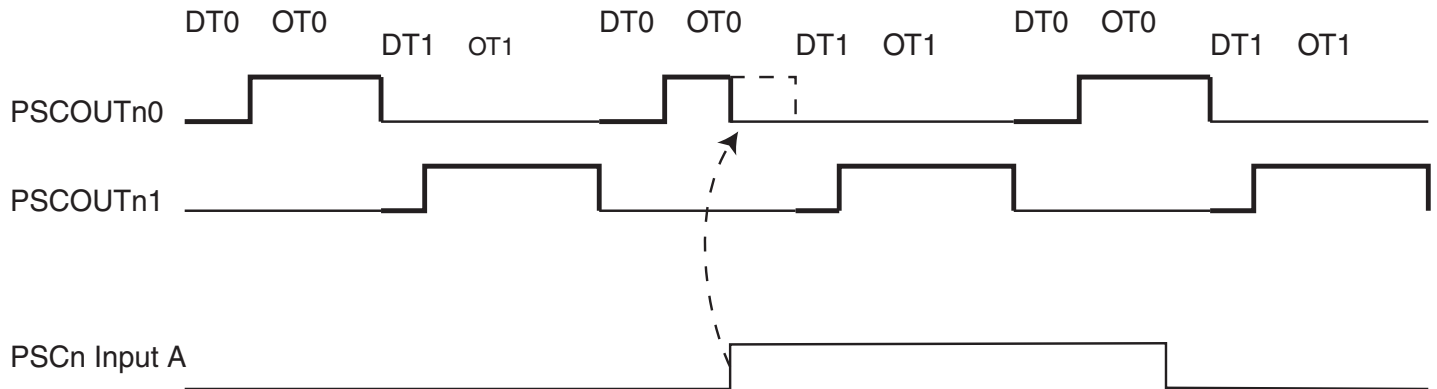 DT0 OT0 DT0 OT0 DT0 OT0
DT1 OT1 DT1 OT1 DT1 OT1
PSCOUTn0
PSCOUTn1
PSCn Input A